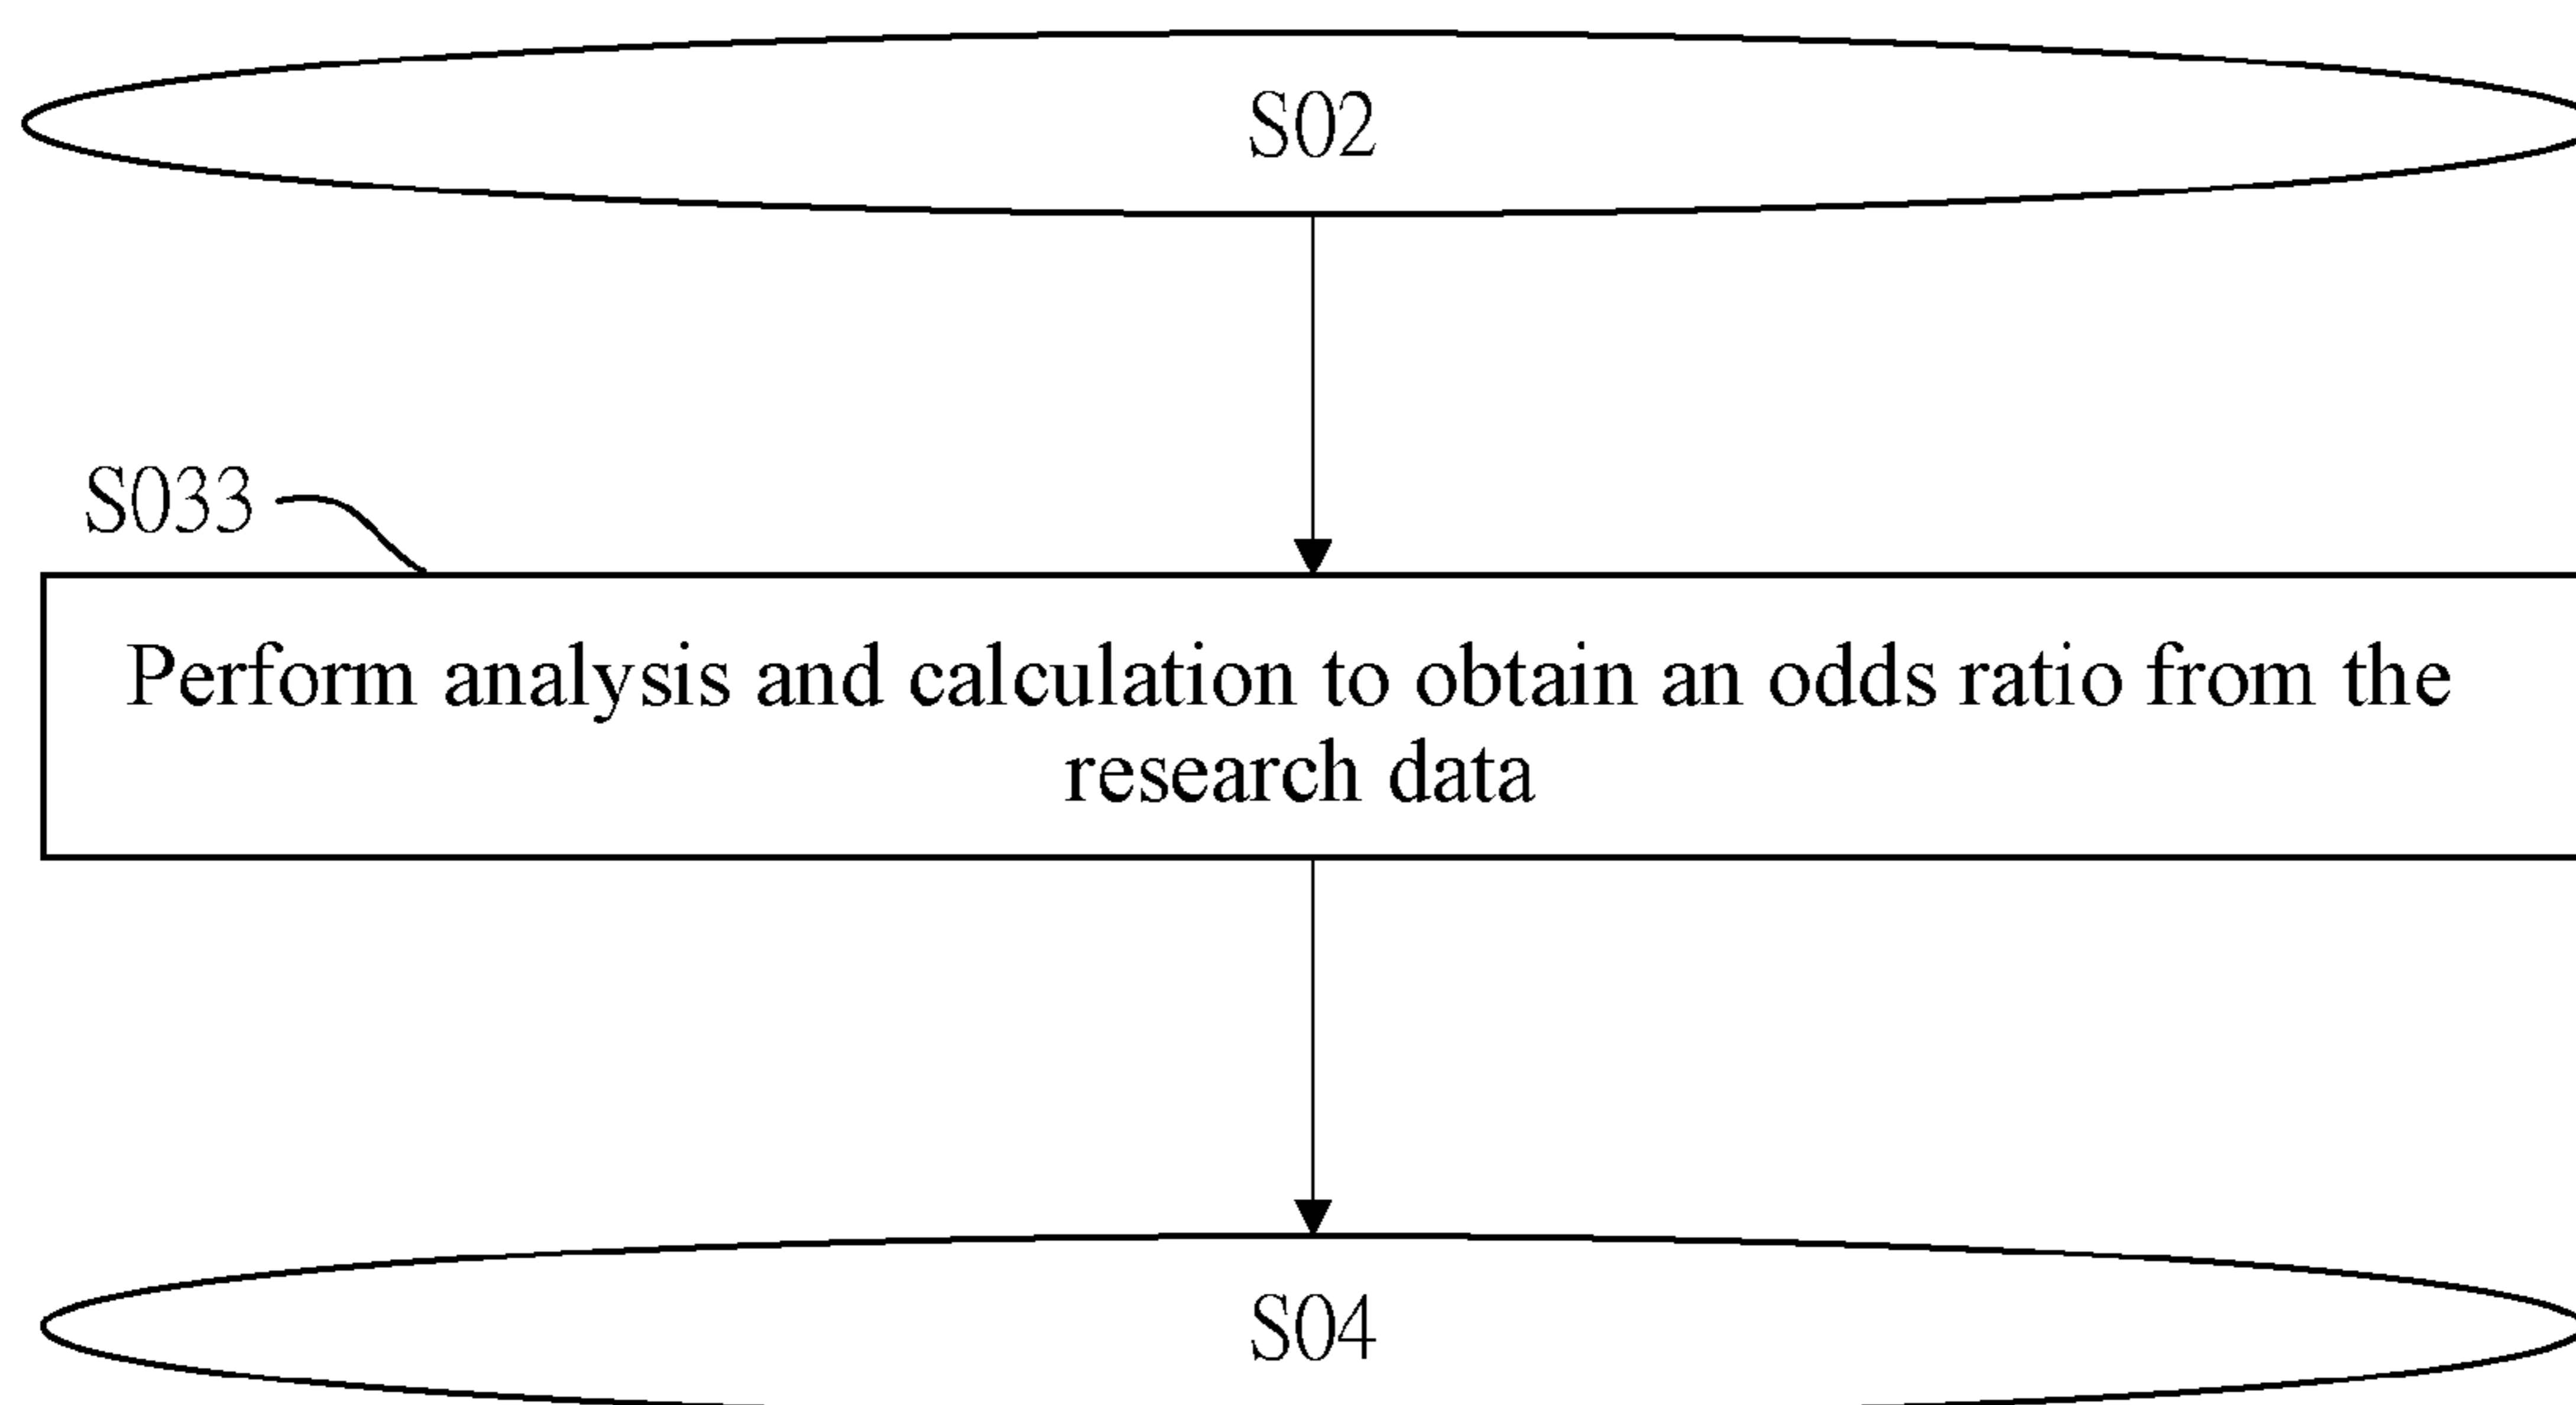 S02
S033
Perform analysis and calculation to obtain an odds ratio from the
research data
S04